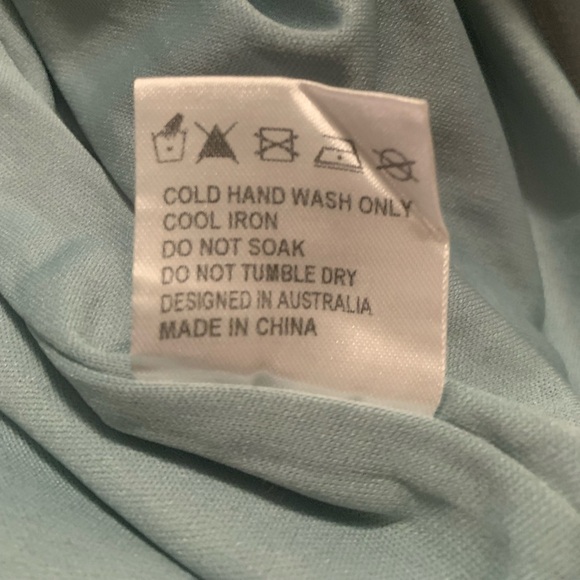 COLD HAND WASH ONLY
COOL IRON
DO NOT SOAK
DO NOT TUMBLE DRY
DESIGNED IN AUSTRALIA
MADE IN CHINA